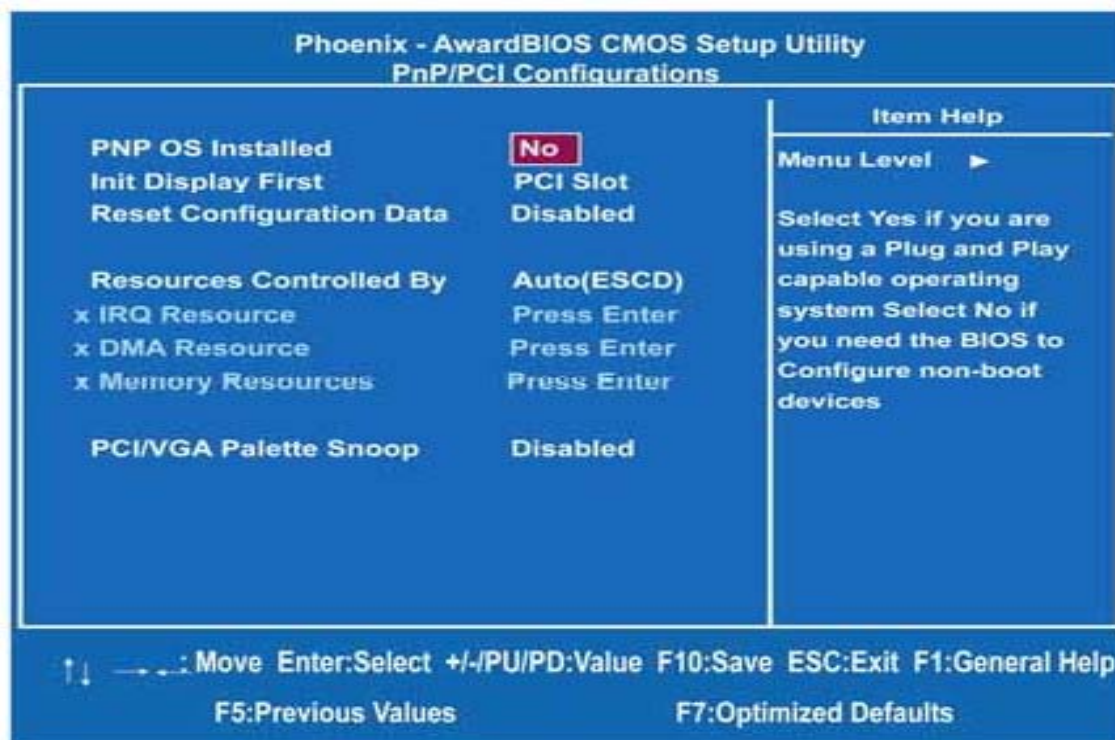 Phoenix - AwardBIOS CMOS Setup Utility
PnP/PCI Configurations
PNP OS Installed No
Init Display First PCI Slot
Reset Configuration Data Disabled
Resources Controlled By Auto(ESCD)
x IRQ Resource Press Enter
x DMA Resource Press Enter
x Memory Resources Press Enter
PCI/VGA Palette Snoop Disabled
Item Help
Menu Level ►
Select Yes if you are
using a Plug and Play
capable operating
system Select No if
you need the BIOS to
Configure non-boot
devices
↑↓ →←: Move Enter:Select +/-/PU/PD:Value F10:Save ESC:Exit F1:General Help
F5:Previous Values F7:Optimized Defaults